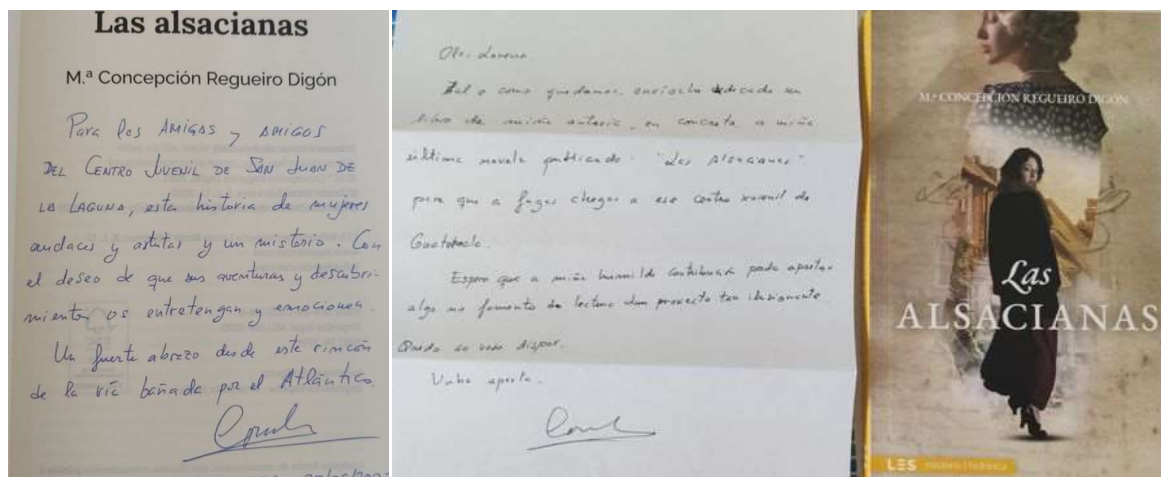 Las alsacianas
M.ª Concepción Regueiro Digón
Para las AMIGAS y AMIGOS
DEL CENTRO JUVENIL DE SAN JUAN DE
LA LAGUNA, esta historia de mujeres
audaces y astutas y un misterio. Con
el deseo de que sus aventuras y descubri-
mientos os entretengan y emocionen.
Un fuerte abrazo desde este rincón
de la ría bañada por el Atlántico.
Ola, Lorena
Tal e como quedamos, envíoche dedicado un
libro da miña autoría, en concreto a miña
última novela publicada: "Las Alsacianas"
para que a fagas chegar a ese centro xuvenil de
Guatemala.
Espero que a miña humilde contribución poida aportar
algo no fomento da lectura dun proxecto tan ilusionante.
Quedo ao voso dispor.
Unha aperta.
M.ª CONCEPCIÓN REGUEIRO DIGÓN
Las
ALSACIANAS
LES misterio | histórica